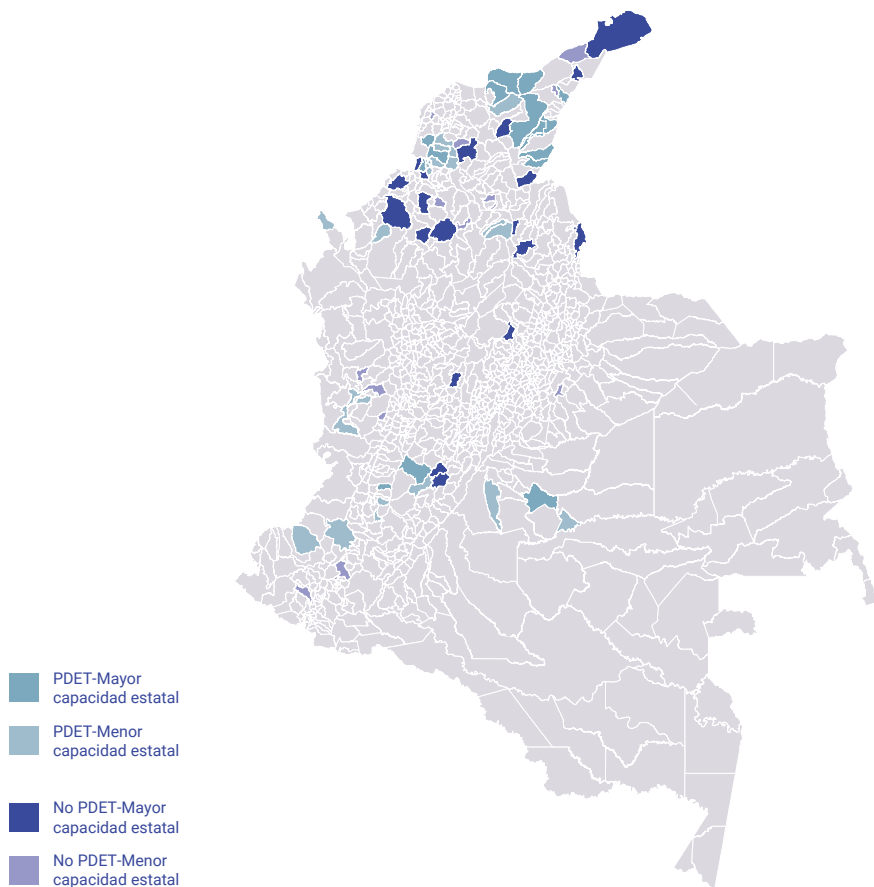 PDET-Mayor
capacidad estatal
PDET-Menor
capacidad estatal
No PDET-Mayor
capacidad estatal
No PDET-Menor
capacidad estatal